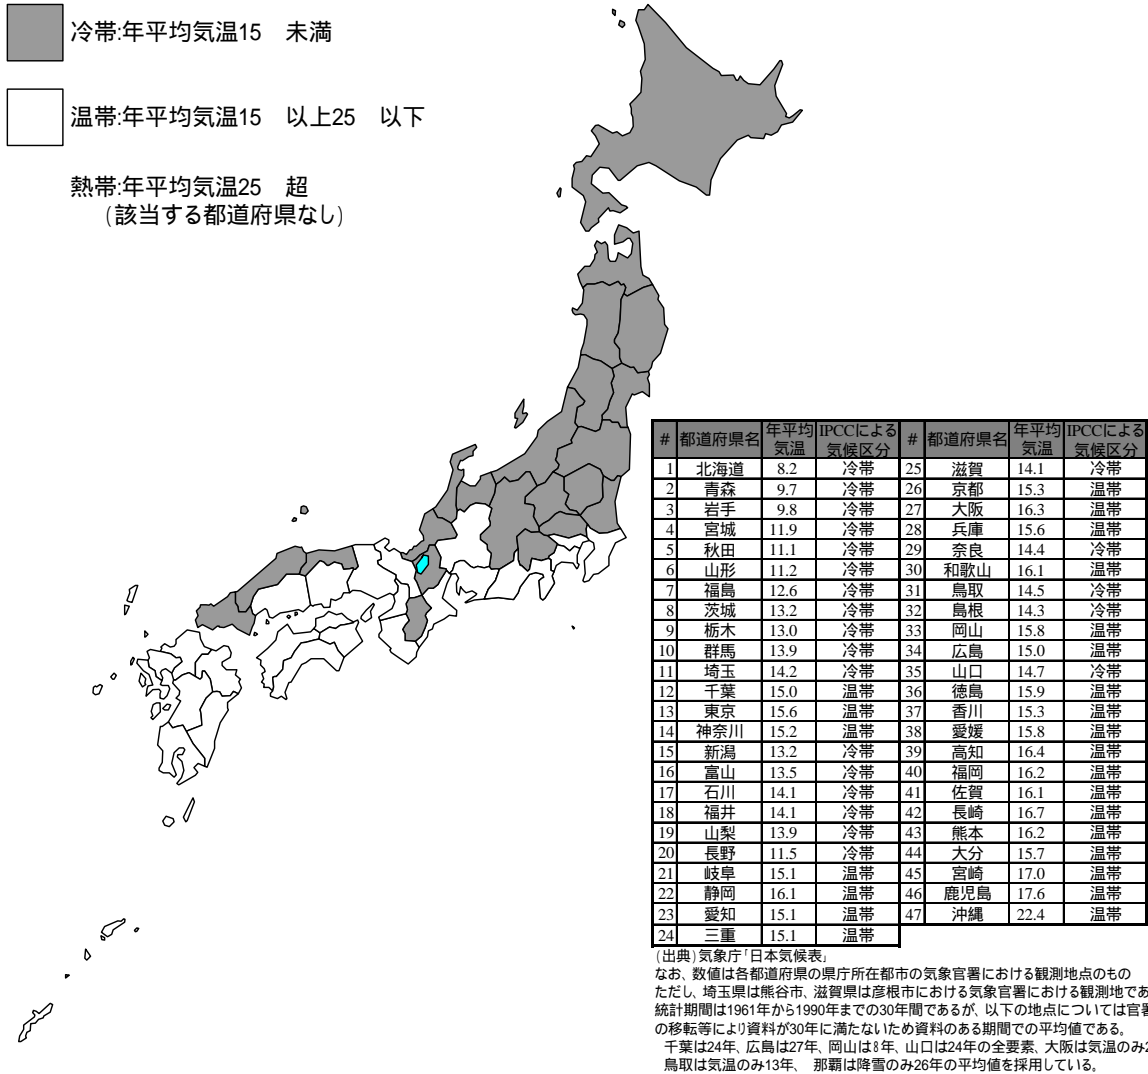 冷帯:年平均気温15 未満
温帯:年平均気温15 以上25 以下
熱帯:年平均気温25 超
(該当する都道府県なし)
# 都道府県名 年平均気温 IPCCによる気候区分 # 都道府県名 年平均気温 IPCCによる気候区分
1 北海道 8.2 冷帯 25 滋賀 14.1 冷帯
2 青森 9.7 冷帯 26 京都 15.3 温帯
3 岩手 9.8 冷帯 27 大阪 16.3 温帯
4 宮城 11.9 冷帯 28 兵庫 15.6 温帯
5 秋田 11.1 冷帯 29 奈良 14.4 冷帯
6 山形 11.2 冷帯 30 和歌山 16.1 温帯
7 福島 12.6 冷帯 31 鳥取 14.5 冷帯
8 茨城 13.2 冷帯 32 島根 14.3 冷帯
9 栃木 13.0 冷帯 33 岡山 15.8 温帯
10 群馬 13.9 冷帯 34 広島 15.0 温帯
11 埼玉 14.2 冷帯 35 山口 14.7 冷帯
12 千葉 15.0 温帯 36 徳島 15.9 温帯
13 東京 15.6 温帯 37 香川 15.3 温帯
14 神奈川 15.2 温帯 38 愛媛 15.8 温帯
15 新潟 13.2 冷帯 39 高知 16.4 温帯
16 富山 13.5 冷帯 40 福岡 16.2 温帯
17 石川 14.1 冷帯 41 佐賀 16.1 温帯
18 福井 14.1 冷帯 42 長崎 16.7 温帯
19 山梨 13.9 冷帯 43 熊本 16.2 温帯
20 長野 11.5 冷帯 44 大分 15.7 温帯
21 岐阜 15.1 温帯 45 宮崎 17.0 温帯
22 静岡 16.1 温帯 46 鹿児島 17.6 温帯
23 愛知 15.1 温帯 47 沖縄 22.4 温帯
24 三重 15.1 温帯
(出典)気象庁「日本気候表」
なお、数値は各都道府県の県庁所在都市の気象官署における観測地点のもの
ただし、埼玉県は熊谷市、滋賀県は彦根市における気象官署における観測地であ
統計期間は1961年から1990年までの30年間であるが、以下の地点については官署
の移転等により資料が30年に満たないため資料のある期間での平均値である。
千葉は24年、広島は27年、岡山は8年、山口は24年の全要素、大阪は気温のみ2
鳥取は気温のみ13年、 那覇は降雪のみ26年の平均値を採用している。